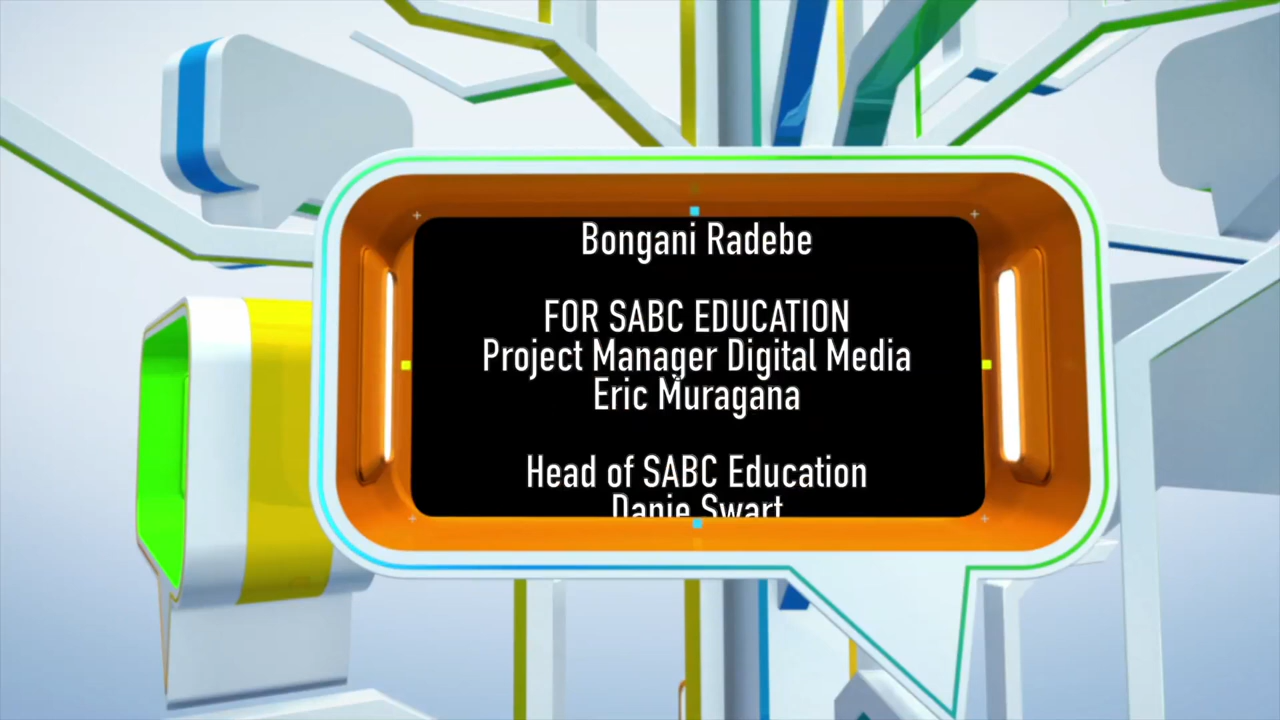 Bongani Radebe
FOR SABC EDUCATION
Project Manager Digital Media
Eric Muragana
Head of SABC Education
Danie Swart